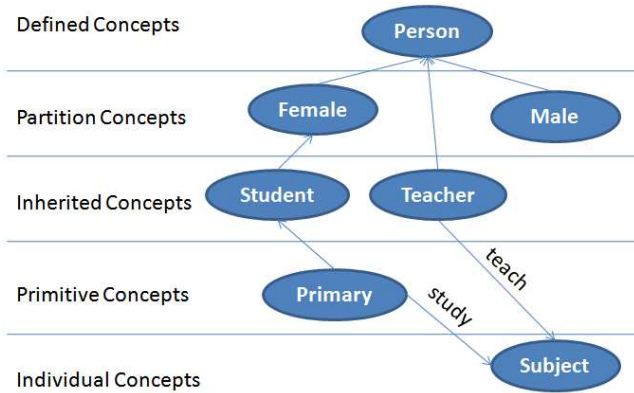 Defined Concepts
Person
Partition Concepts
Female
Male
Inherited Concepts
Student
Teacher
teach
Primitive Concepts
Primary
study
Subject
Individual Concepts